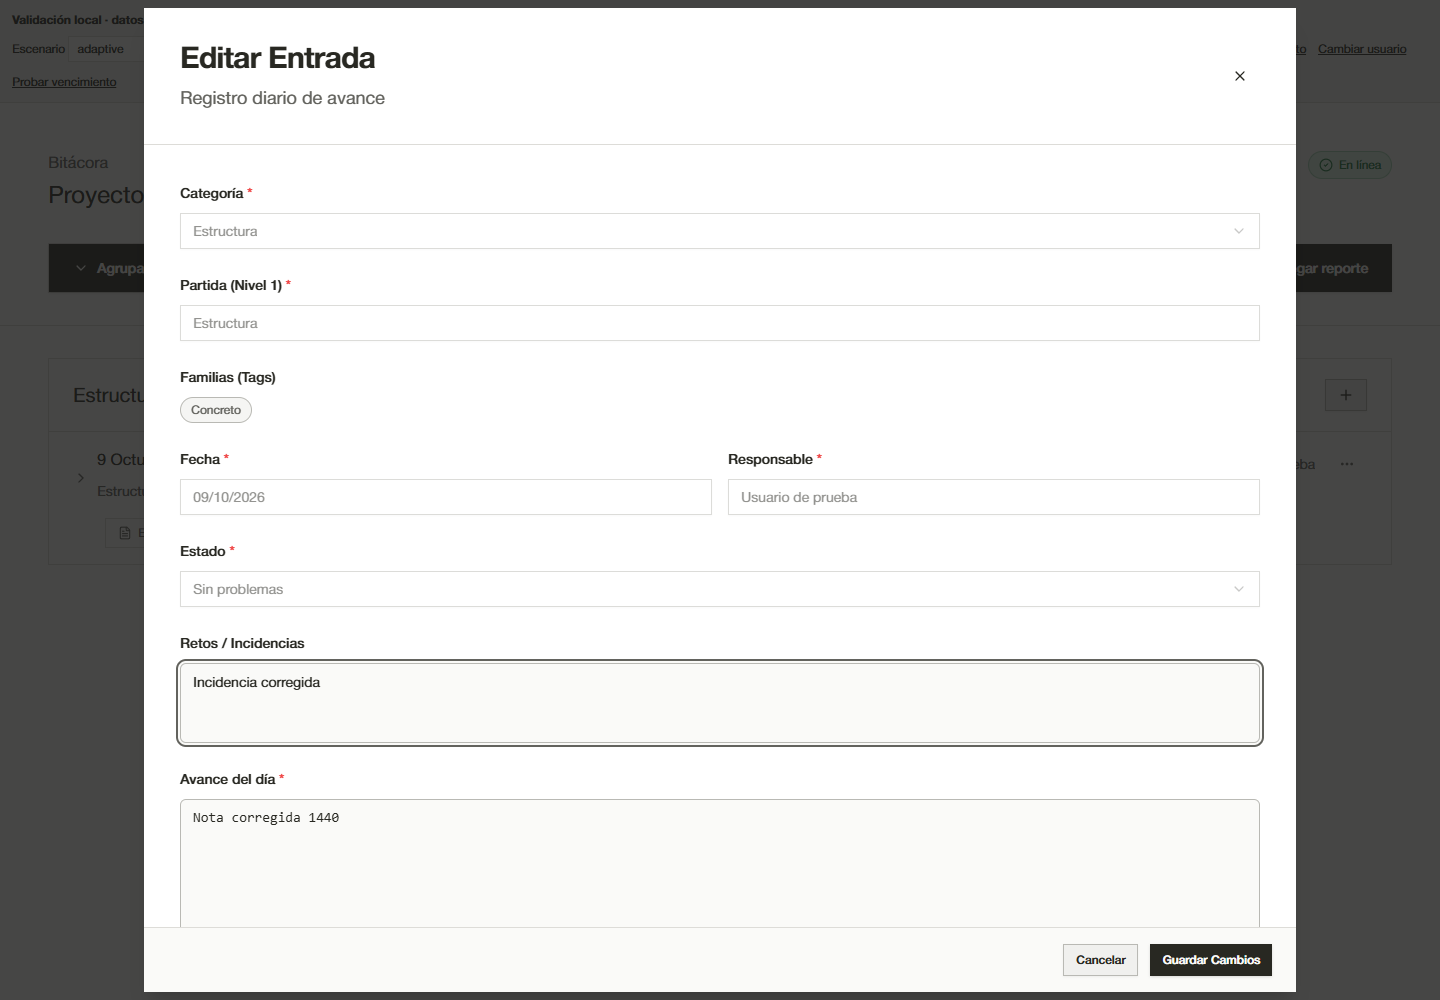 Validación local · datos
Escenario adaptive
Cambiar usuario
Probar vencimiento
Editar Entrada
Registro diario de avance
Bitácora
Proyecto
En línea
Categoría *
Estructura
Partida (Nivel 1) *
Estructura
Familias (Tags)
Concreto
Fecha *
Responsable *
09/10/2026
Usuario de prueba
Estado *
Sin problemas
Retos / Incidencias
Incidencia corregida
Avance del día *
Nota corregida 1440
Cancelar
Guardar Cambios